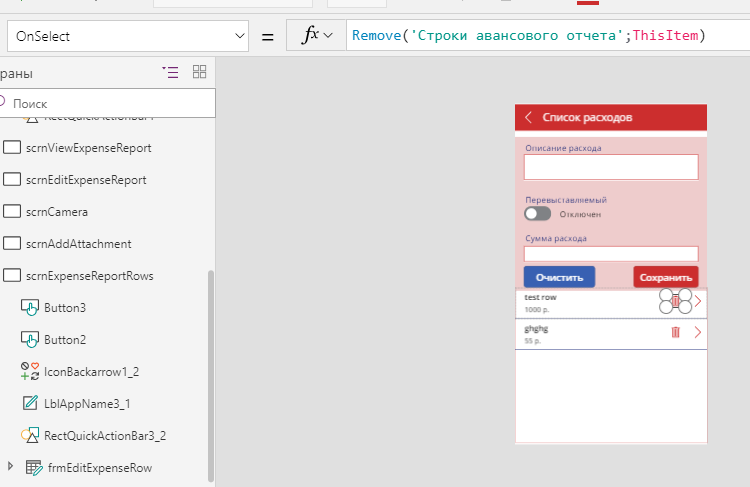 OnSelect
=
fx
Remove('Строки авансового отчета';ThisItem)
раны
Поиск
RectQuickActionBar1
scrnViewExpenseReport
scrnEditExpenseReport
scrnCamera
scrnAddAttachment
scrnExpenseReportRows
Button3
Button2
IconBackarrow1_2
LblAppName3_1
RectQuickActionBar3_2
frmEditExpenseRow
Список расходов
Описание расхода
Перевыставляемый
Отключен
Сумма расхода
Очистить Сохранить
test row
1000 р.
ghghg
55 р.